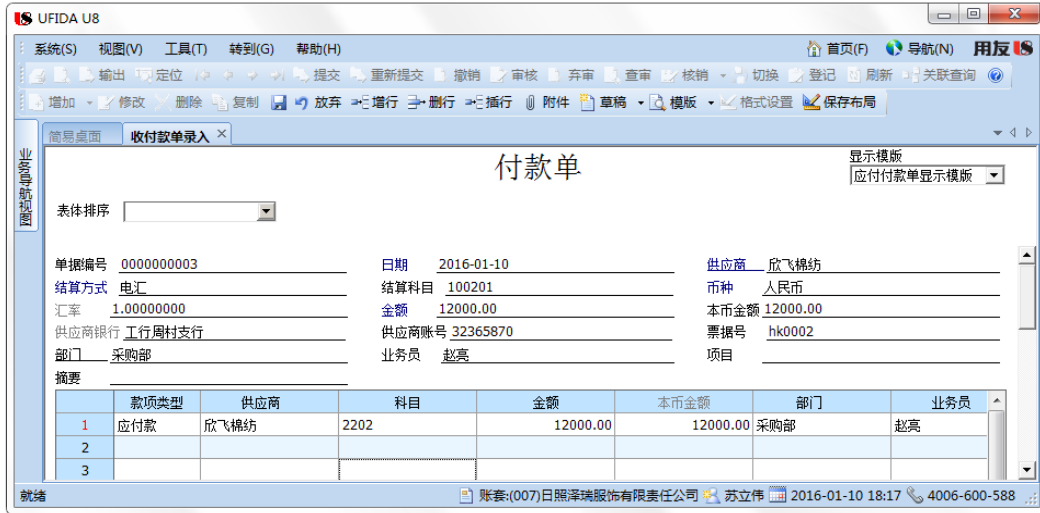 UFIDA U8
系统(S) 视图(V) 工具(T) 转到(G) 帮助(H) 首页(F) 导航(N) 用友
输出 定位 提交 重新提交 撤销 审核 弃审 查审 核销 切换 登记 刷新 关联查询
增加 修改 删除 复制 放弃 增行 删行 插行 附件 草稿 模版 格式设置 保存布局
简易桌面 收付款单录入
业务导航视图
付款单
显示模版
应付付款单显示模版
表体排序
单据编号 0000000003 日期 2016-01-10 供应商 欣飞棉纺
结算方式 电汇 结算科目 100201 币种 人民币
汇率 1.00000000 金额 12000.00 本币金额 12000.00
供应商银行 工行周村支行 供应商账号 32365870 票据号 hk0002
部门 采购部 业务员 赵亮 项目
摘要
款项类型 供应商 科目 金额 本币金额 部门 业务员
1 应付款 欣飞棉纺 2202 12000.00 12000.00 采购部 赵亮
2
3
就绪 账套:(007)日照泽瑞服饰有限责任公司 苏立伟 2016-01-10 18:17 4006-600-588